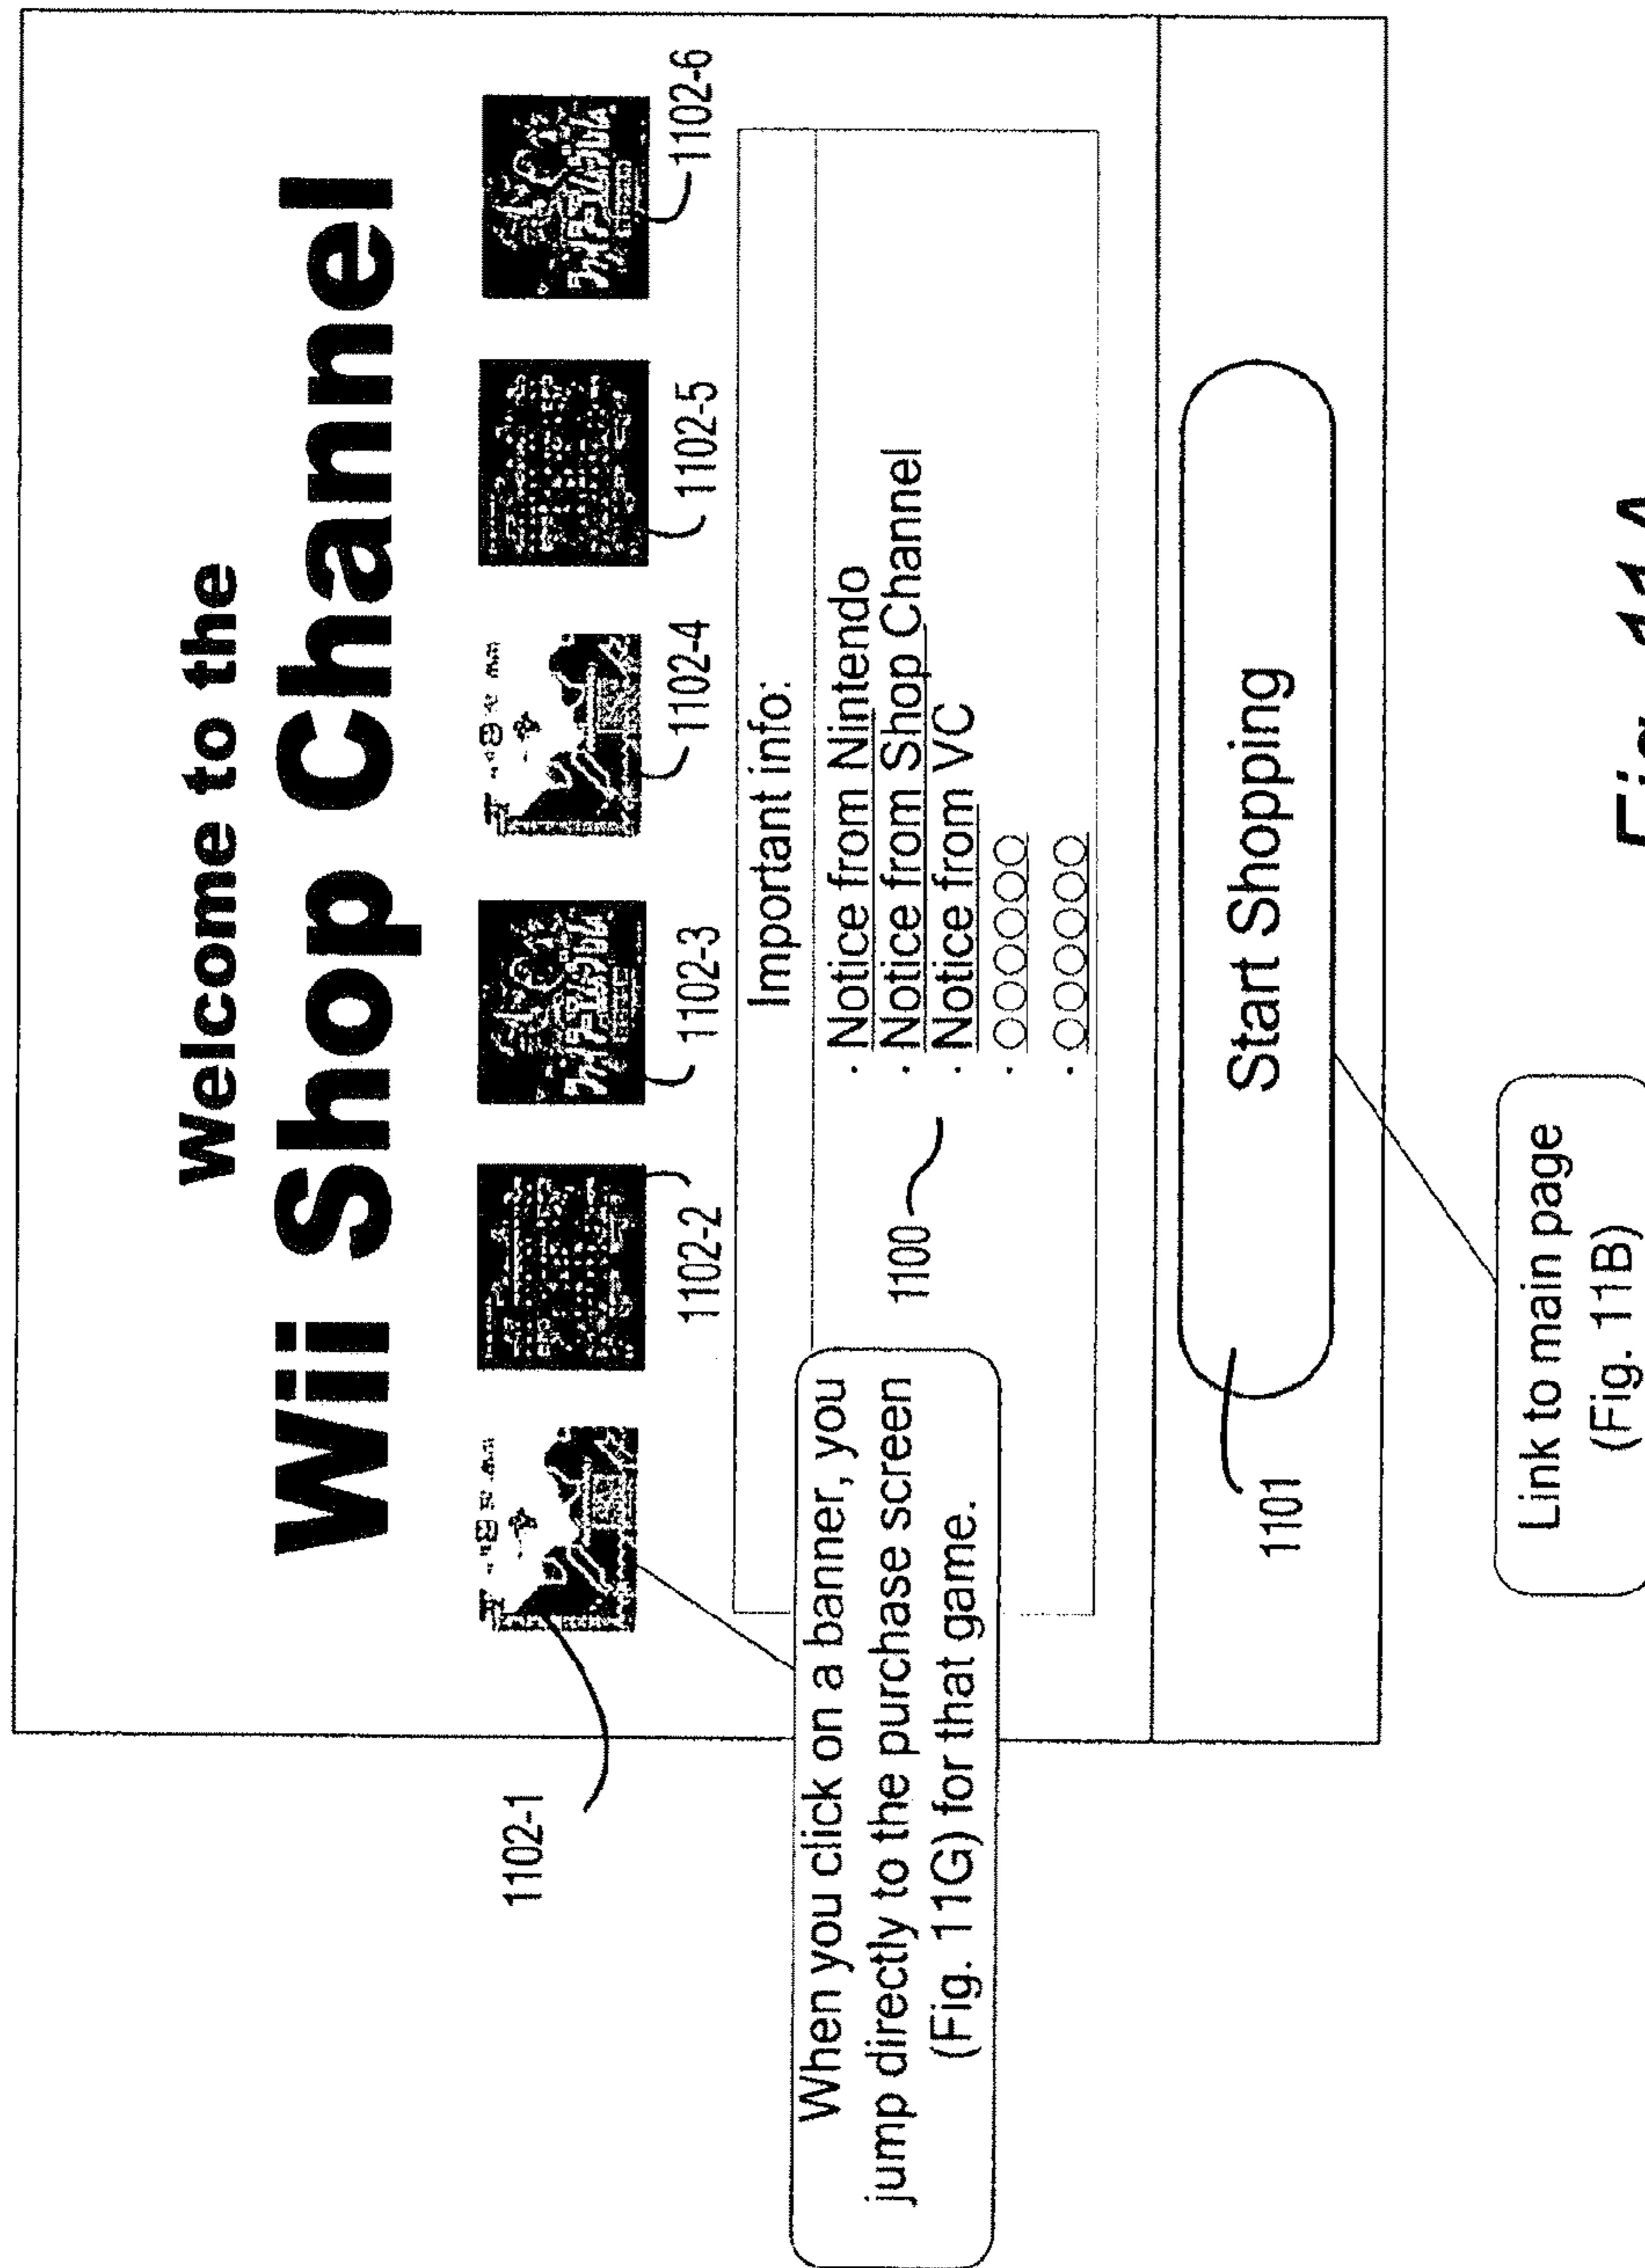 Welcome to the
Wii Shop Channel
1102-1
1102-2
1102-3
1102-4
1102-5
1102-6
Important info:
· Notice from Nintendo
· Notice from Shop Channel
· Notice from VC
· ○○○○○○
· ○○○○○○
1100
When you click on a banner, you
jump directly to the purchase screen
(Fig. 11G) for that game.
Start Shopping
1101
Link to main page
(Fig. 11B)
Fig. 11A